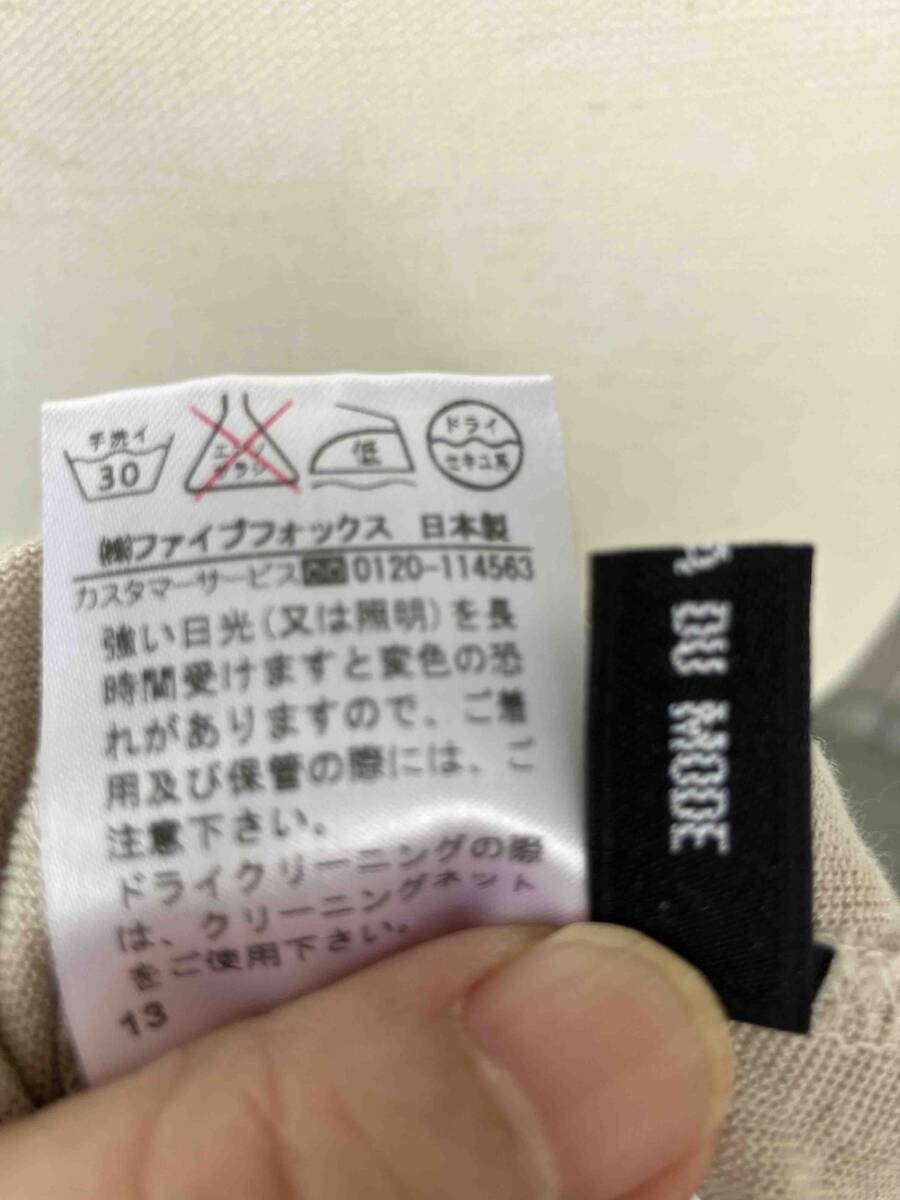 手洗イ
30
エンソ
サラシ
低
ドライ
セキユ系
㈱ファイブフォックス 日本製
カスタマーサービス 0120-114563
強い日光(又は照明)を長
時間受けますと変色の恐
れがありますので、ご着
用及び保管の際には、ご
注意下さい。
ドライクリーニングの際
は、クリーニングネット
をご使用下さい。
13
DU MODE